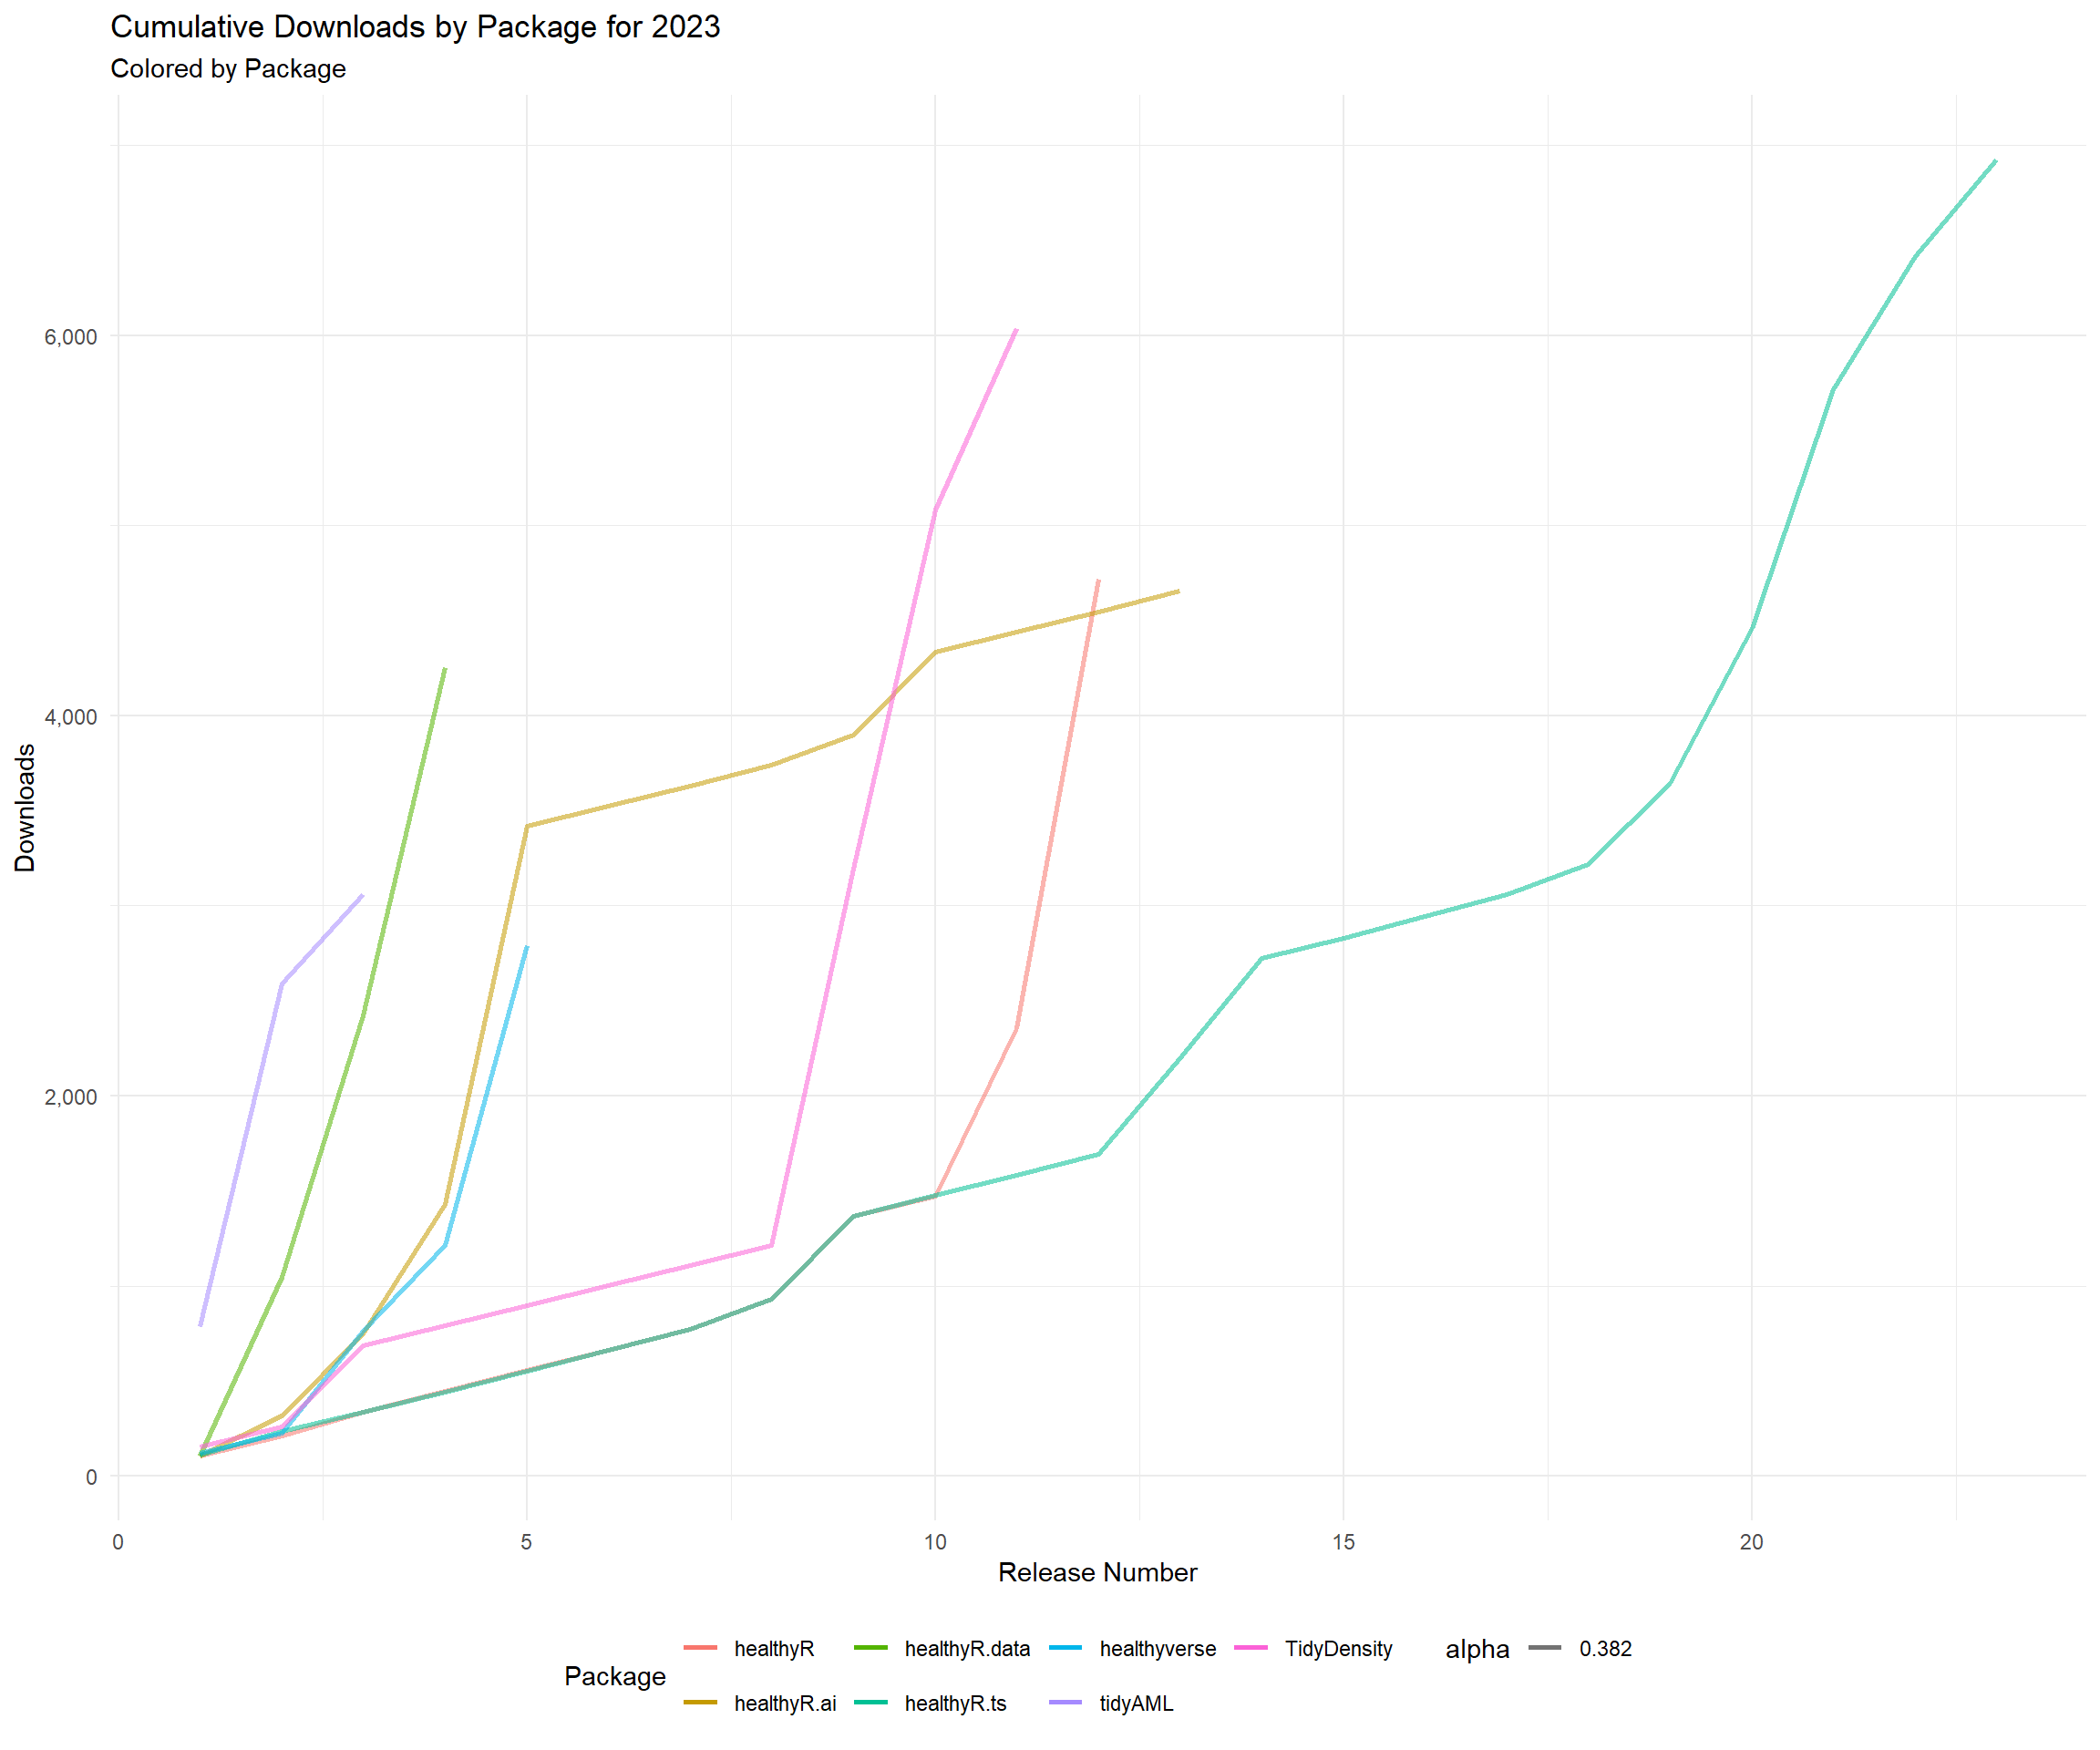 Cumulative Downloads by Package for 2023
Colored by Package
Downloads
6,000
4,000
2,000
0
0 5 10 15 20
Release Number
Package
healthyR healthyR.data healthyverse TidyDensity
healthyR.ai healthyR.ts tidyAML
alpha 0.382